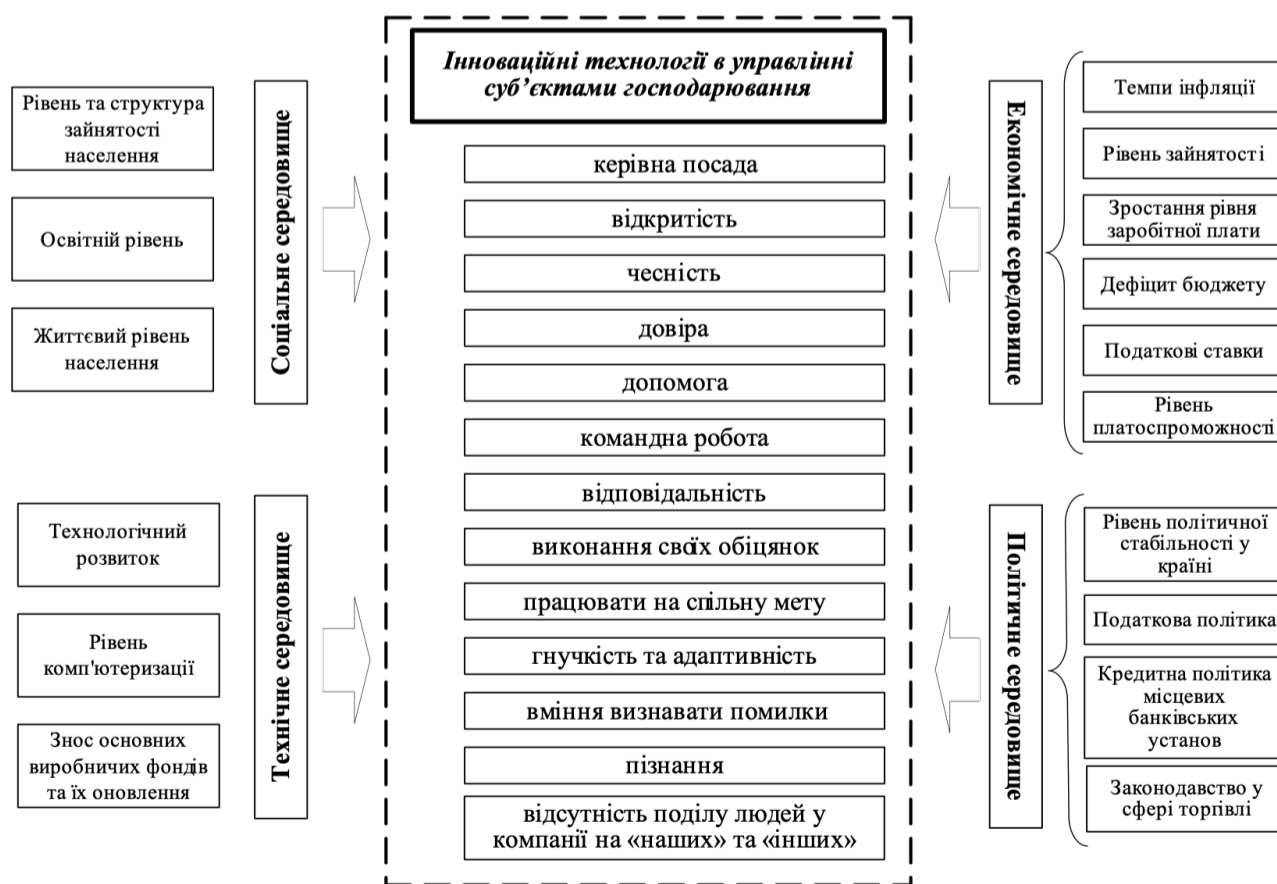 Інноваційні технології в управлінні
суб’єктами господарювання
Рівень та структура
зайнятості
населення
Освітній рівень
Життєвий рівень
населення
Соціальне середовище
Технологічний
розвиток
Рівень
комп'ютеризації
Знос основних
виробничих фондів
та їх оновлення
Технічне середовище
керівна посада
відкритість
чесність
довіра
допомога
командна робота
відповідальність
виконання своїх обіцянок
працювати на спільну мету
гнучкість та адаптивність
вміння визнавати помилки
пізнання
відсутність поділу людей у
компанії на «наших» та «інших»
Економічне середовище
Темпи інфляції
Рівень зайнятості
Зростання рівня
заробітної плати
Дефіцит бюджету
Податкові ставки
Рівень
платоспроможності
Політичне середовище
Рівень політичної
стабільності у
країні
Податкова політика
Кредитна політика
місцевих
банківських
установ
Законодавство у
сфері торгівлі